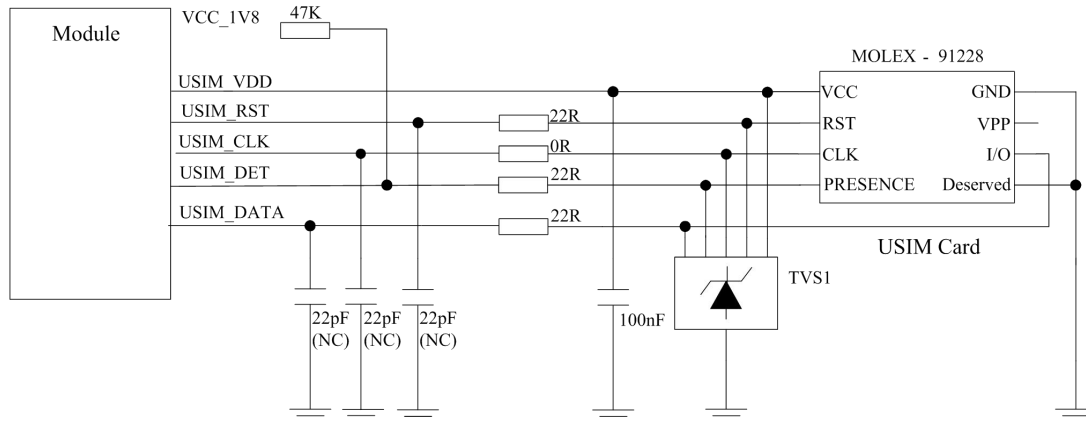 VCC_1V8
47K
Module
MOLEX - 91228
USIM_VDD
VCC
GND
USIM_RST
22R
RST
VPP
USIM_CLK
0R
CLK
I/O
USIM_DET
22R
PRESENCE
Deserved
USIM_DATA
22R
USIM Card
TVS1
22pF
(NC)
22pF
(NC)
22pF
(NC)
100nF